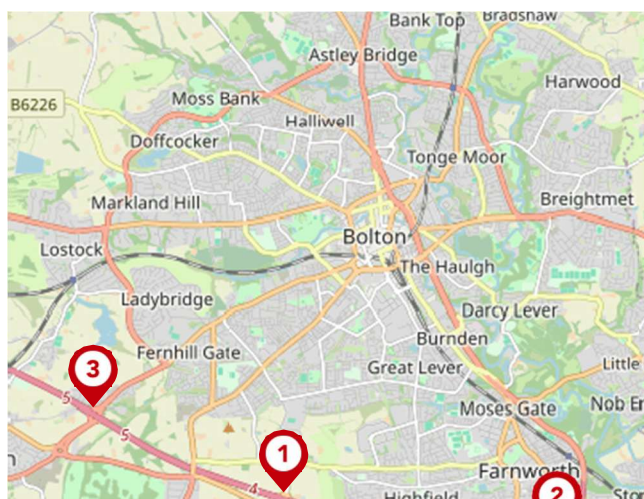 Bank Top
Bradshaw
Astley Bridge
Harwood
Moss Bank
B6226
Halliwell
Doffcocker
Tonge Moor
Markland Hill
Breightmet
Bolton
Lostock
The Haulgh
Ladybridge
Darcy Lever
Burnden
Fernhill Gate
Great Lever
Little
3
5
Nob
Moses Gate
5
1
Farnworth
4
2
Highfield